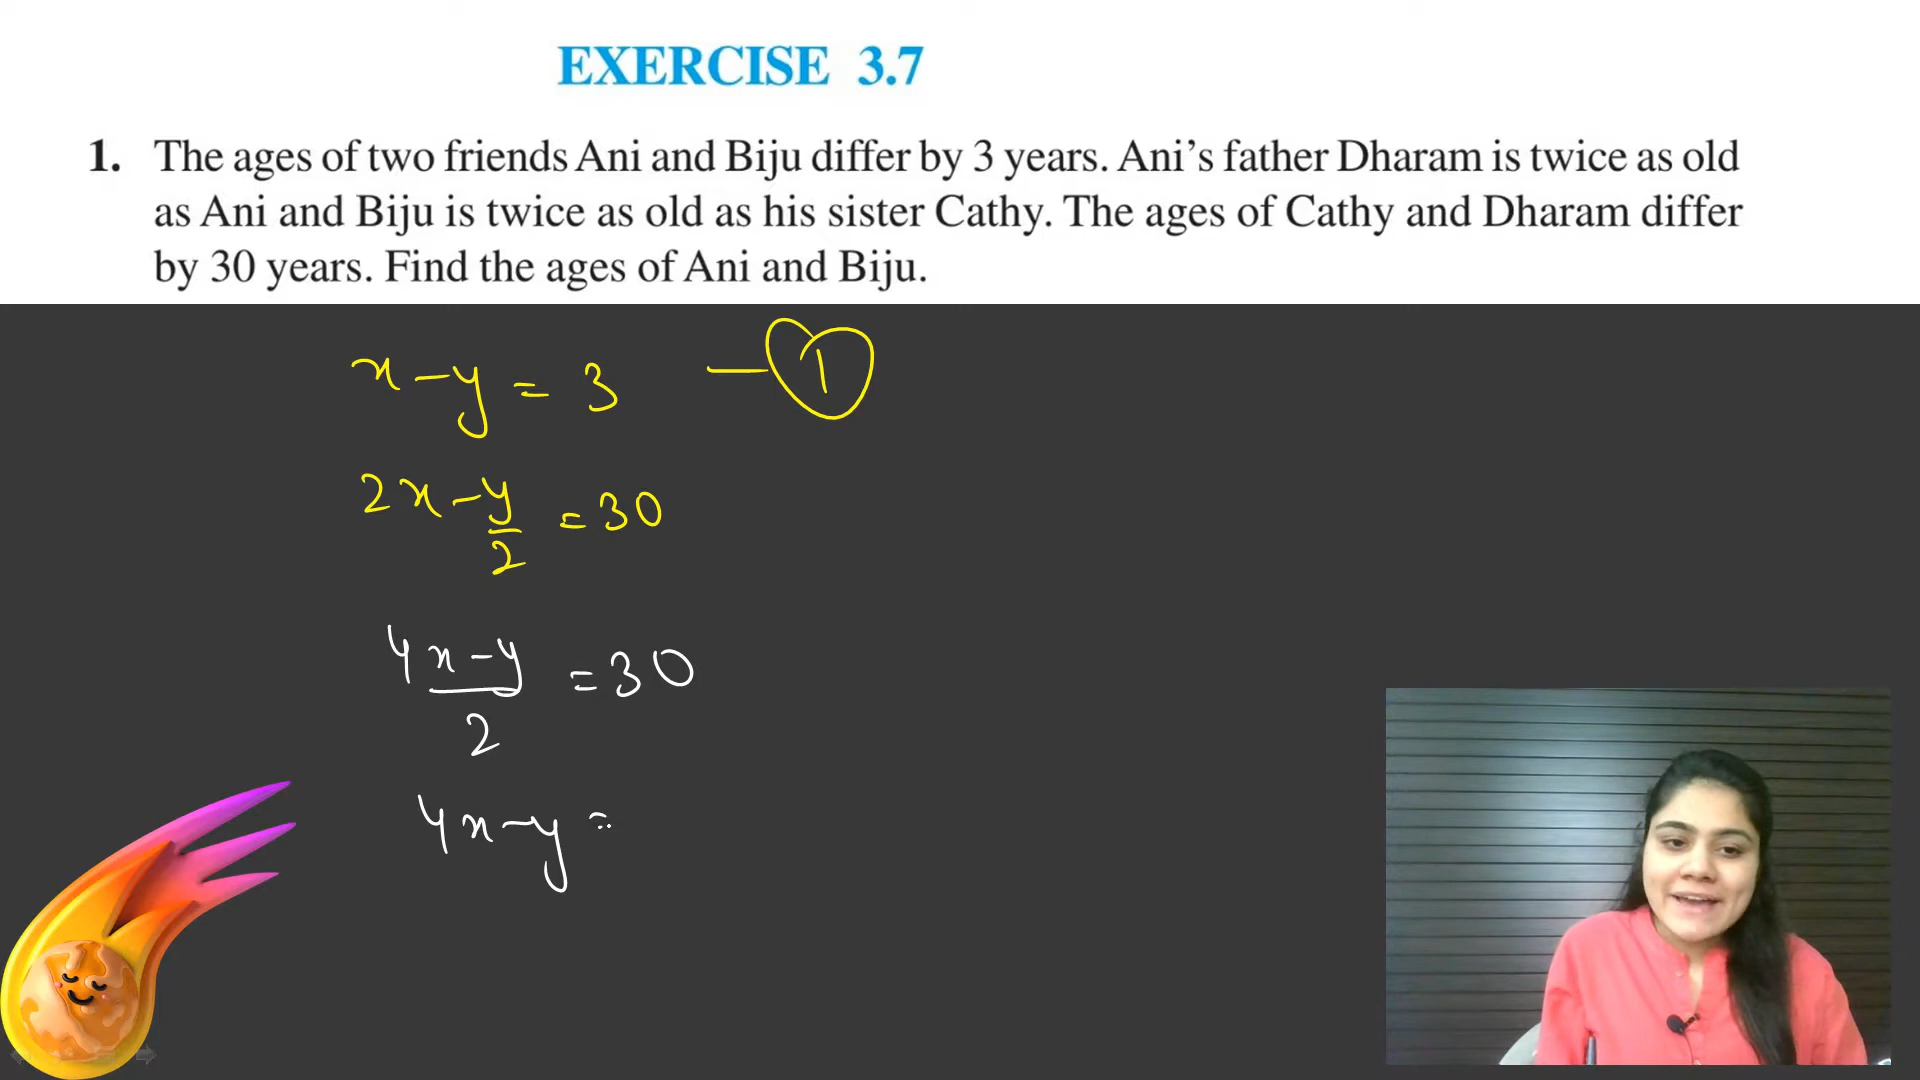 EXERCISE 3.7
1. The ages of two friends Ani and Biju differ by 3 years. Ani’s father Dharam is twice as old
as Ani and Biju is twice as old as his sister Cathy. The ages of Cathy and Dharam differ
by 30 years. Find the ages of Ani and Biju.
x - y = 3 — 1
2x - y/2 = 30
4x - y / 2 = 30
4x - y =